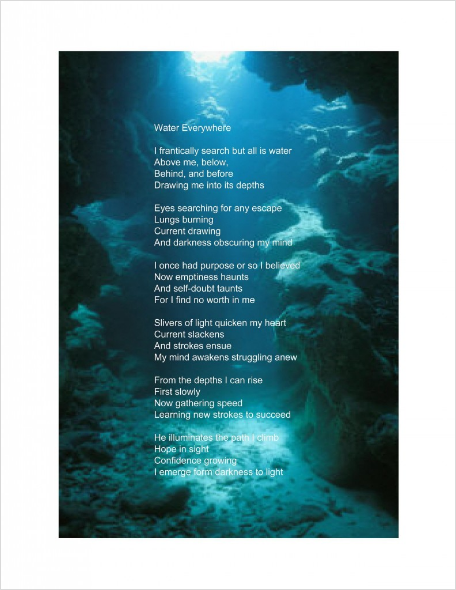 Water Everywhere
I frantically search but all is water
Above me, below,
Behind, and before
Drawing me into its depths
Eyes searching for any escape
Lungs burning
Current drawing
And darkness obscuring my mind
I once had purpose or so I believed
Now emptiness haunts
And self-doubt taunts
For I find no worth in me
Slivers of light quicken my heart
Current slackens
And strokes ensue
My mind awakens struggling anew
From the depths I can rise
First slowly
Now gathering speed
Learning new strokes to succeed
He illuminates the path I climb
Hope in sight
Confidence growing
I emerge form darkness to light